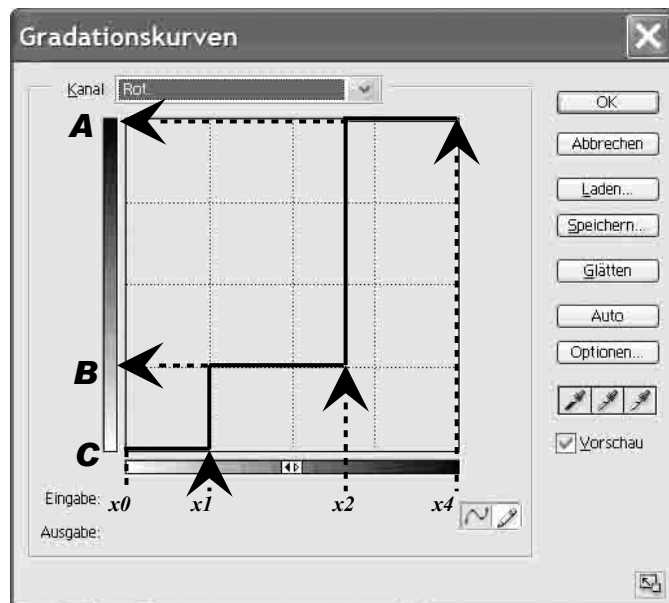 Gradationskurven
Kanal: Rot
A
B
C
Eingabe: x0 x1 x2 x4
Ausgabe:
OK
Abbrechen
Laden...
Speichern...
Glätten
Auto
Optionen...
Vorschau